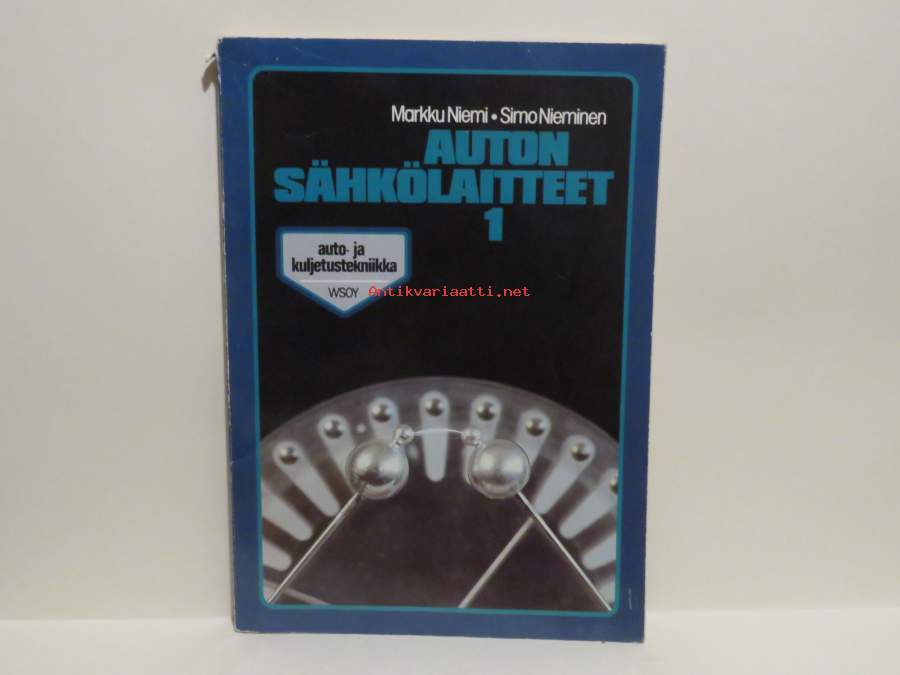 Markku Niemi • Simo Nieminen
AUTON
SÄHKÖLAITTEET
1
auto- ja
kuljetustekniikka
WSOY
Antikvariaatti.net